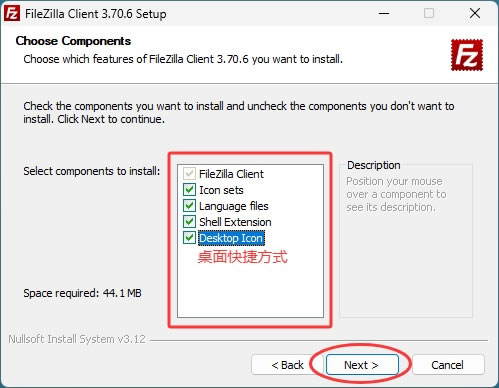 FileZilla Client 3.70.6 Setup
Choose Components
Choose which features of FileZilla Client 3.70.6 you want to install.
Fz
Check the components you want to install and uncheck the components you don't want to
install. Click Next to continue.
Select components to install:
FileZilla Client
Icon sets
Language files
Shell Extension
Desktop Icon
桌面快捷方式
Description
Position your mouse
over a component to
see its description.
Space required: 44.1 MB
Nullsoft Install System v3.12
< Back
Next >
Cancel